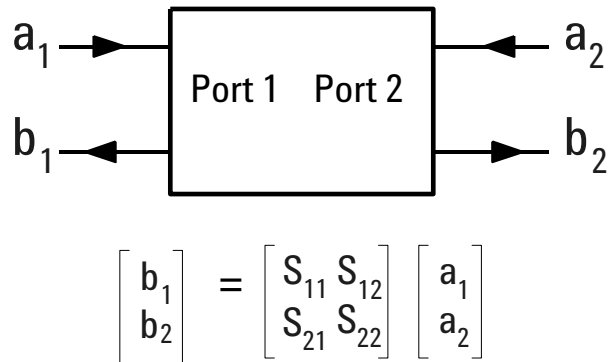 a1 Port 1 Port 2 a2
b1 b2
[b1] = [S11 S12] [a1]
[b2] [S21 S22] [a2]